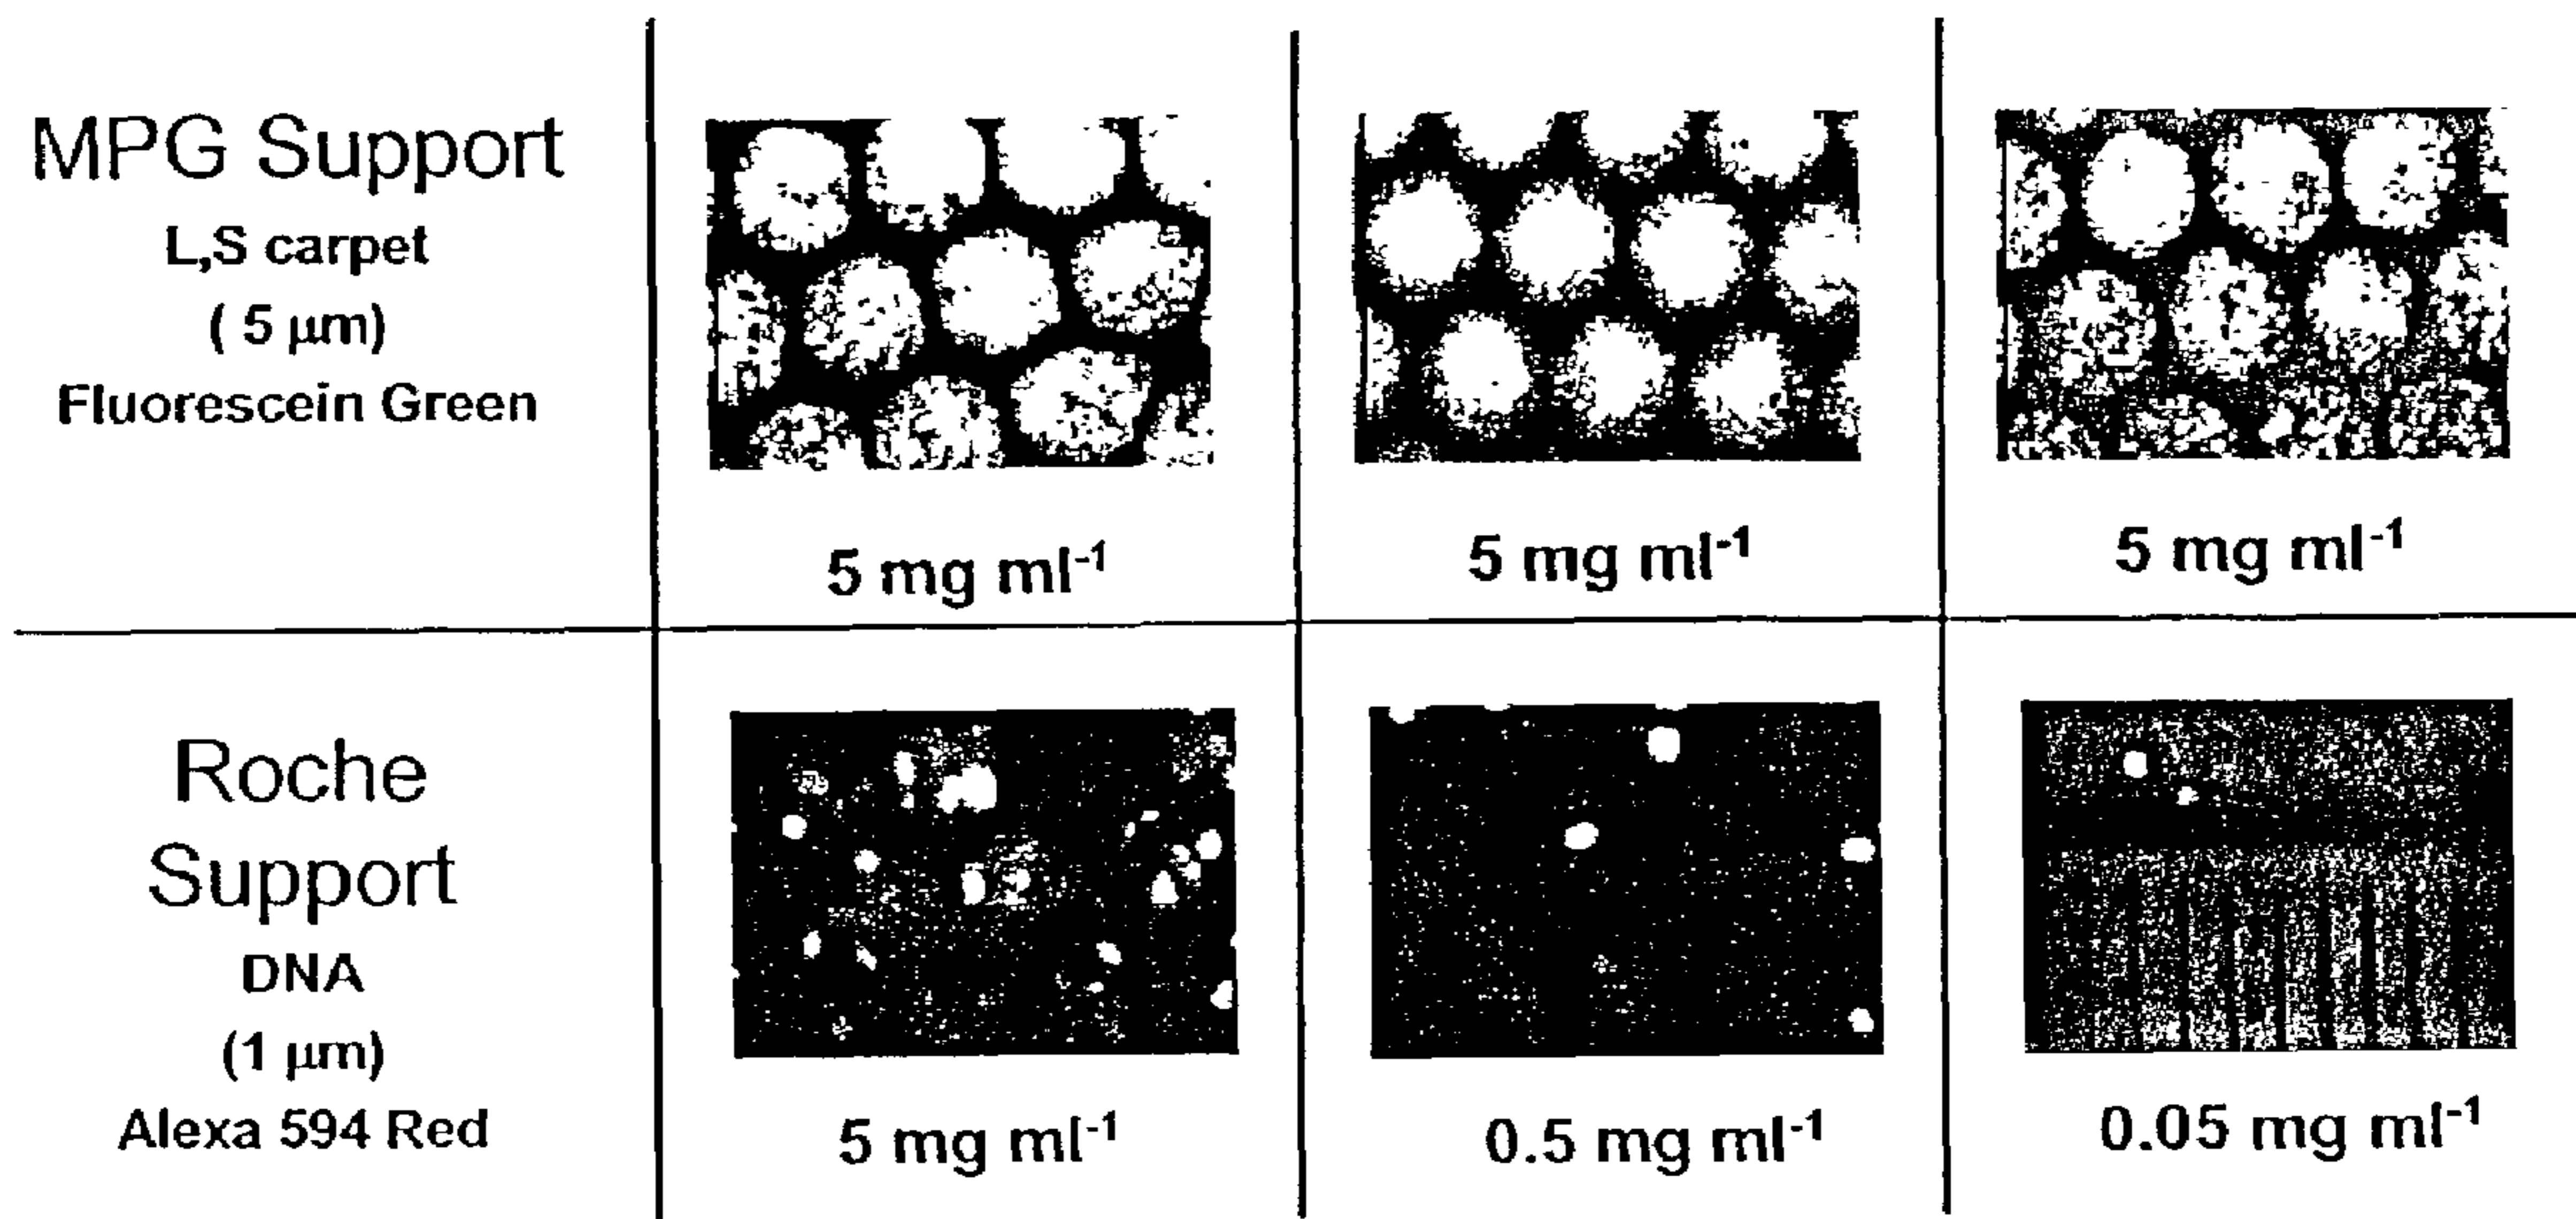 MPG Support
L,S carpet
( 5 μm)
Fluorescein Green
5 mg ml⁻¹
5 mg ml⁻¹
5 mg ml⁻¹
Roche
Support
DNA
(1 μm)
Alexa 594 Red
5 mg ml⁻¹
0.5 mg ml⁻¹
0.05 mg ml⁻¹